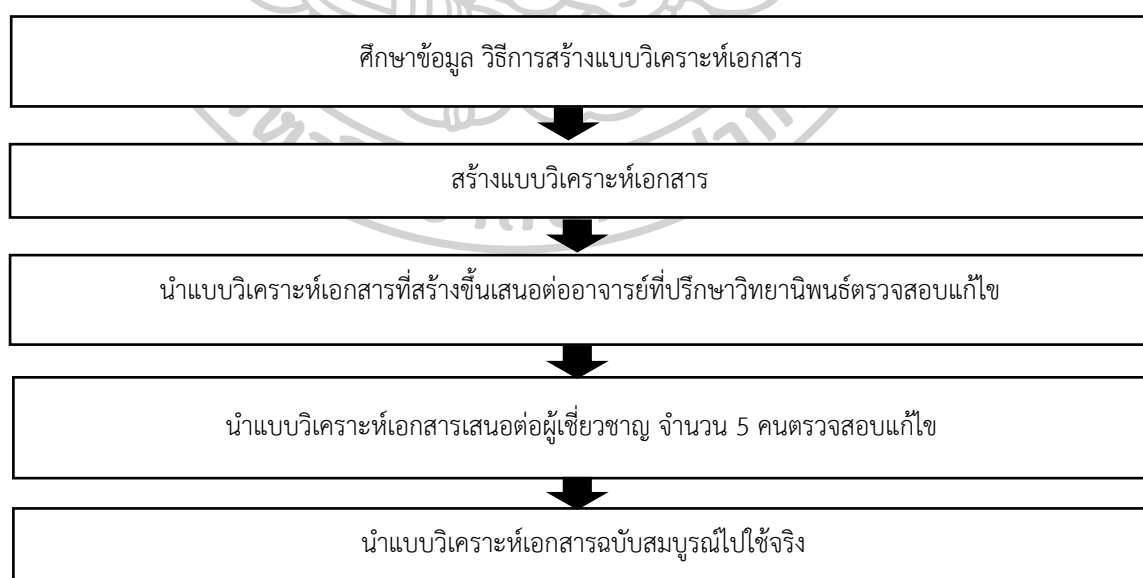 ศึกษาข้อมูล วิธีการสร้างแบบวิเคราะห์เอกสาร
สร้างแบบวิเคราะห์เอกสาร
นำแบบวิเคราะห์เอกสารที่สร้างขึ้นเสนอต่ออาจารย์ที่ปรึกษาวิทยานิพนธ์ตรวจสอบแก้ไข
นำแบบวิเคราะห์เอกสารเสนอต่อผู้เชี่ยวชาญ จำนวน 5 คนตรวจสอบแก้ไข
นำแบบวิเคราะห์เอกสารฉบับสมบูรณ์ไปใช้จริง